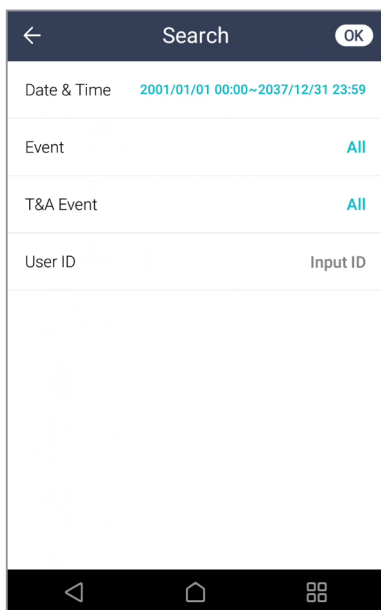 Search OK
Date & Time 2001/01/01 00:00~2037/12/31 23:59
Event All
T&A Event All
User ID Input ID